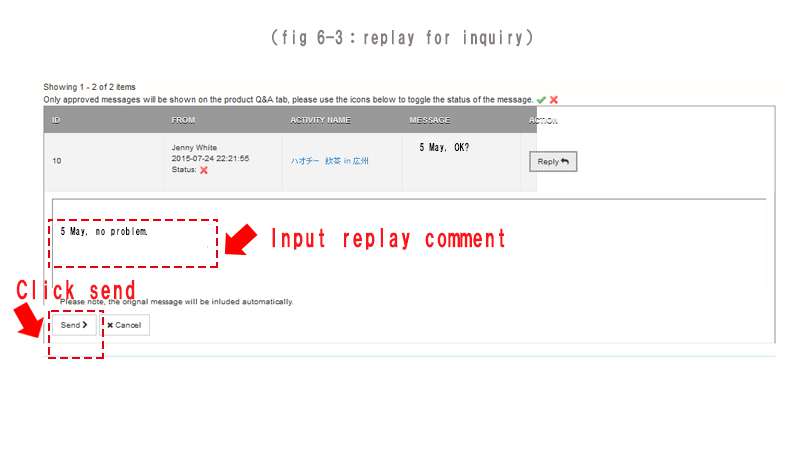 (fig 6-3：replay for inquiry)
Showing 1 - 2 of 2 items
Only approved messages will be shown on the product Q&A tab, please use the icons below to toggle the status of the message.
ID FROM ACTIVITY NAME MESSAGE ACTION
Jenny White
5 May, OK?
10 2015-07-24 22:21:55 ハオチー 飲茶 in 広州 Reply
Status:
5 May, no problem.
Input replay comment
Click send
Please note, the orignal message will be inluded automatically.
Send Cancel